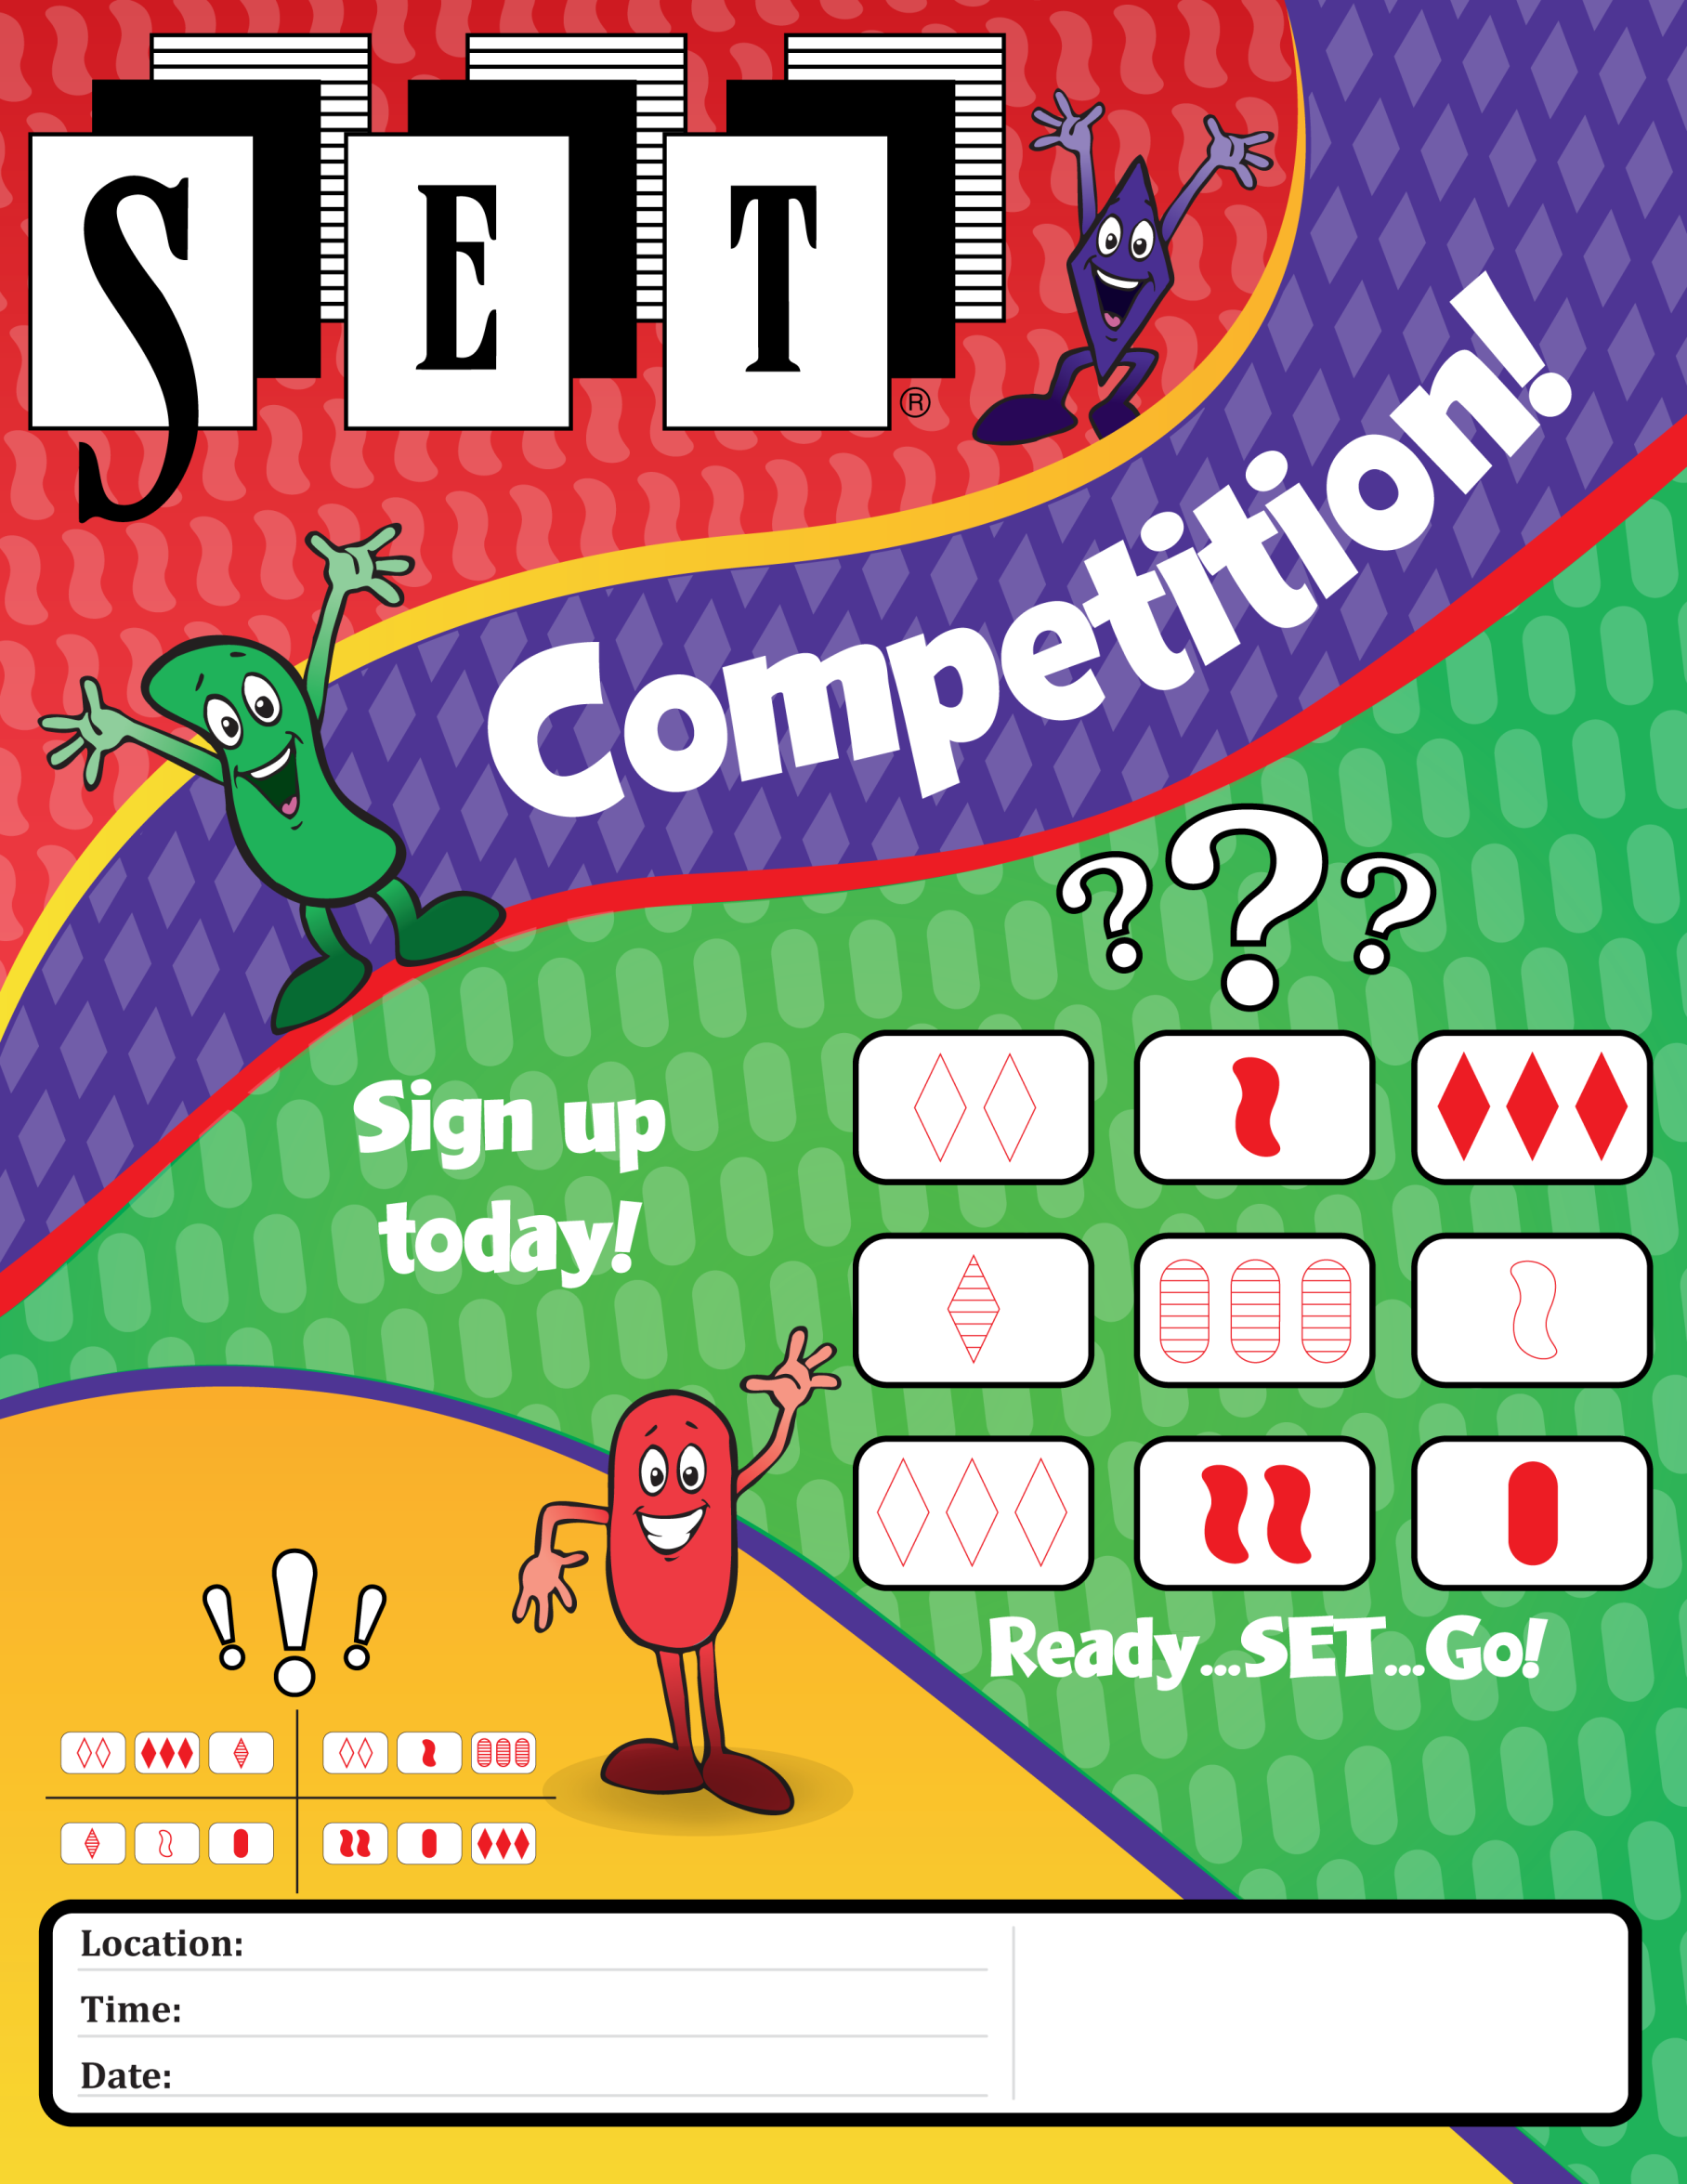 SET®
Competition!
???
Sign up
today!
Ready...SET...Go!
!!!
Location:
Time:
Date: